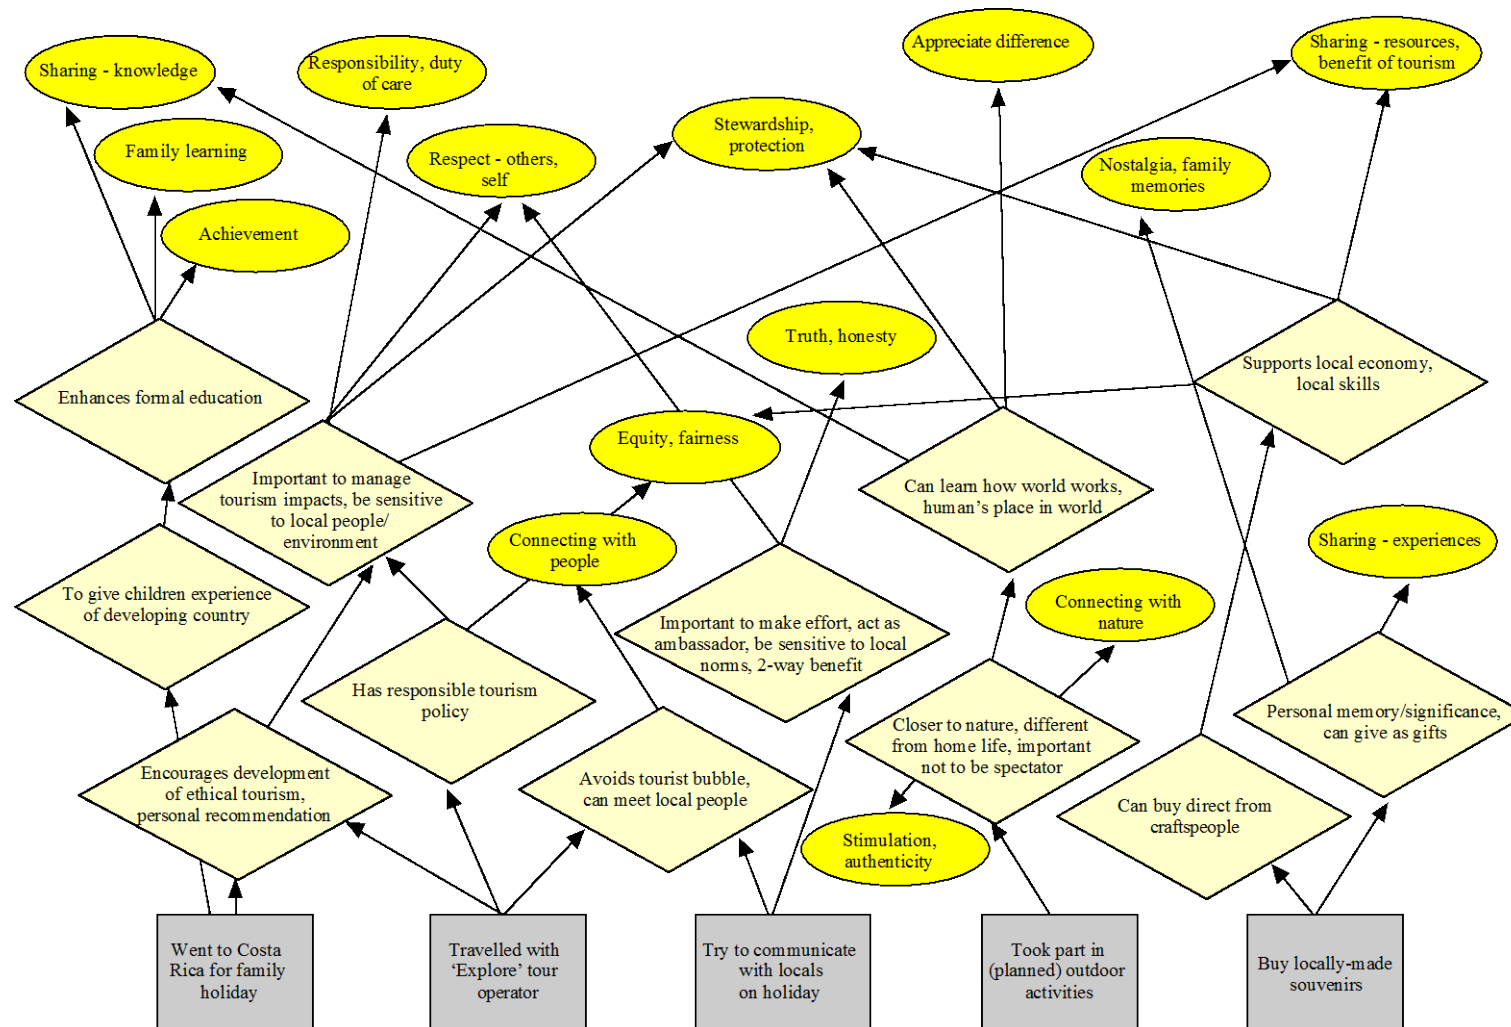 Appreciate difference
Sharing - resources,
benefit of tourism
Sharing - knowledge
Responsibility, duty
of care
Stewardship,
protection
Family learning
Respect - others,
self
Nostalgia, family
memories
Achievement
Truth, honesty
Supports local economy,
local skills
Enhances formal education
Equity, fairness
Important to manage
tourism impacts, be sensitive
to local people/
environment
Can learn how world works,
human's place in world
Connecting with
people
Sharing - experiences
To give children experience
of developing country
Connecting with
nature
Important to make effort, act as
ambassador, be sensitive to local
norms, 2-way benefit
Has responsible tourism
policy
Closer to nature, different
from home life, important
not to be spectator
Personal memory/significance,
can give as gifts
Encourages development
of ethical tourism,
personal recommendation
Avoids tourist bubble,
can meet local people
Can buy direct from
craftspeople
Stimulation,
authenticity
Went to Costa
Rica for family
holiday
Travelled with
‘Explore’ tour
operator
Try to communicate
with locals
on holiday
Took part in
(planned) outdoor
activities
Buy locally-made
souvenirs